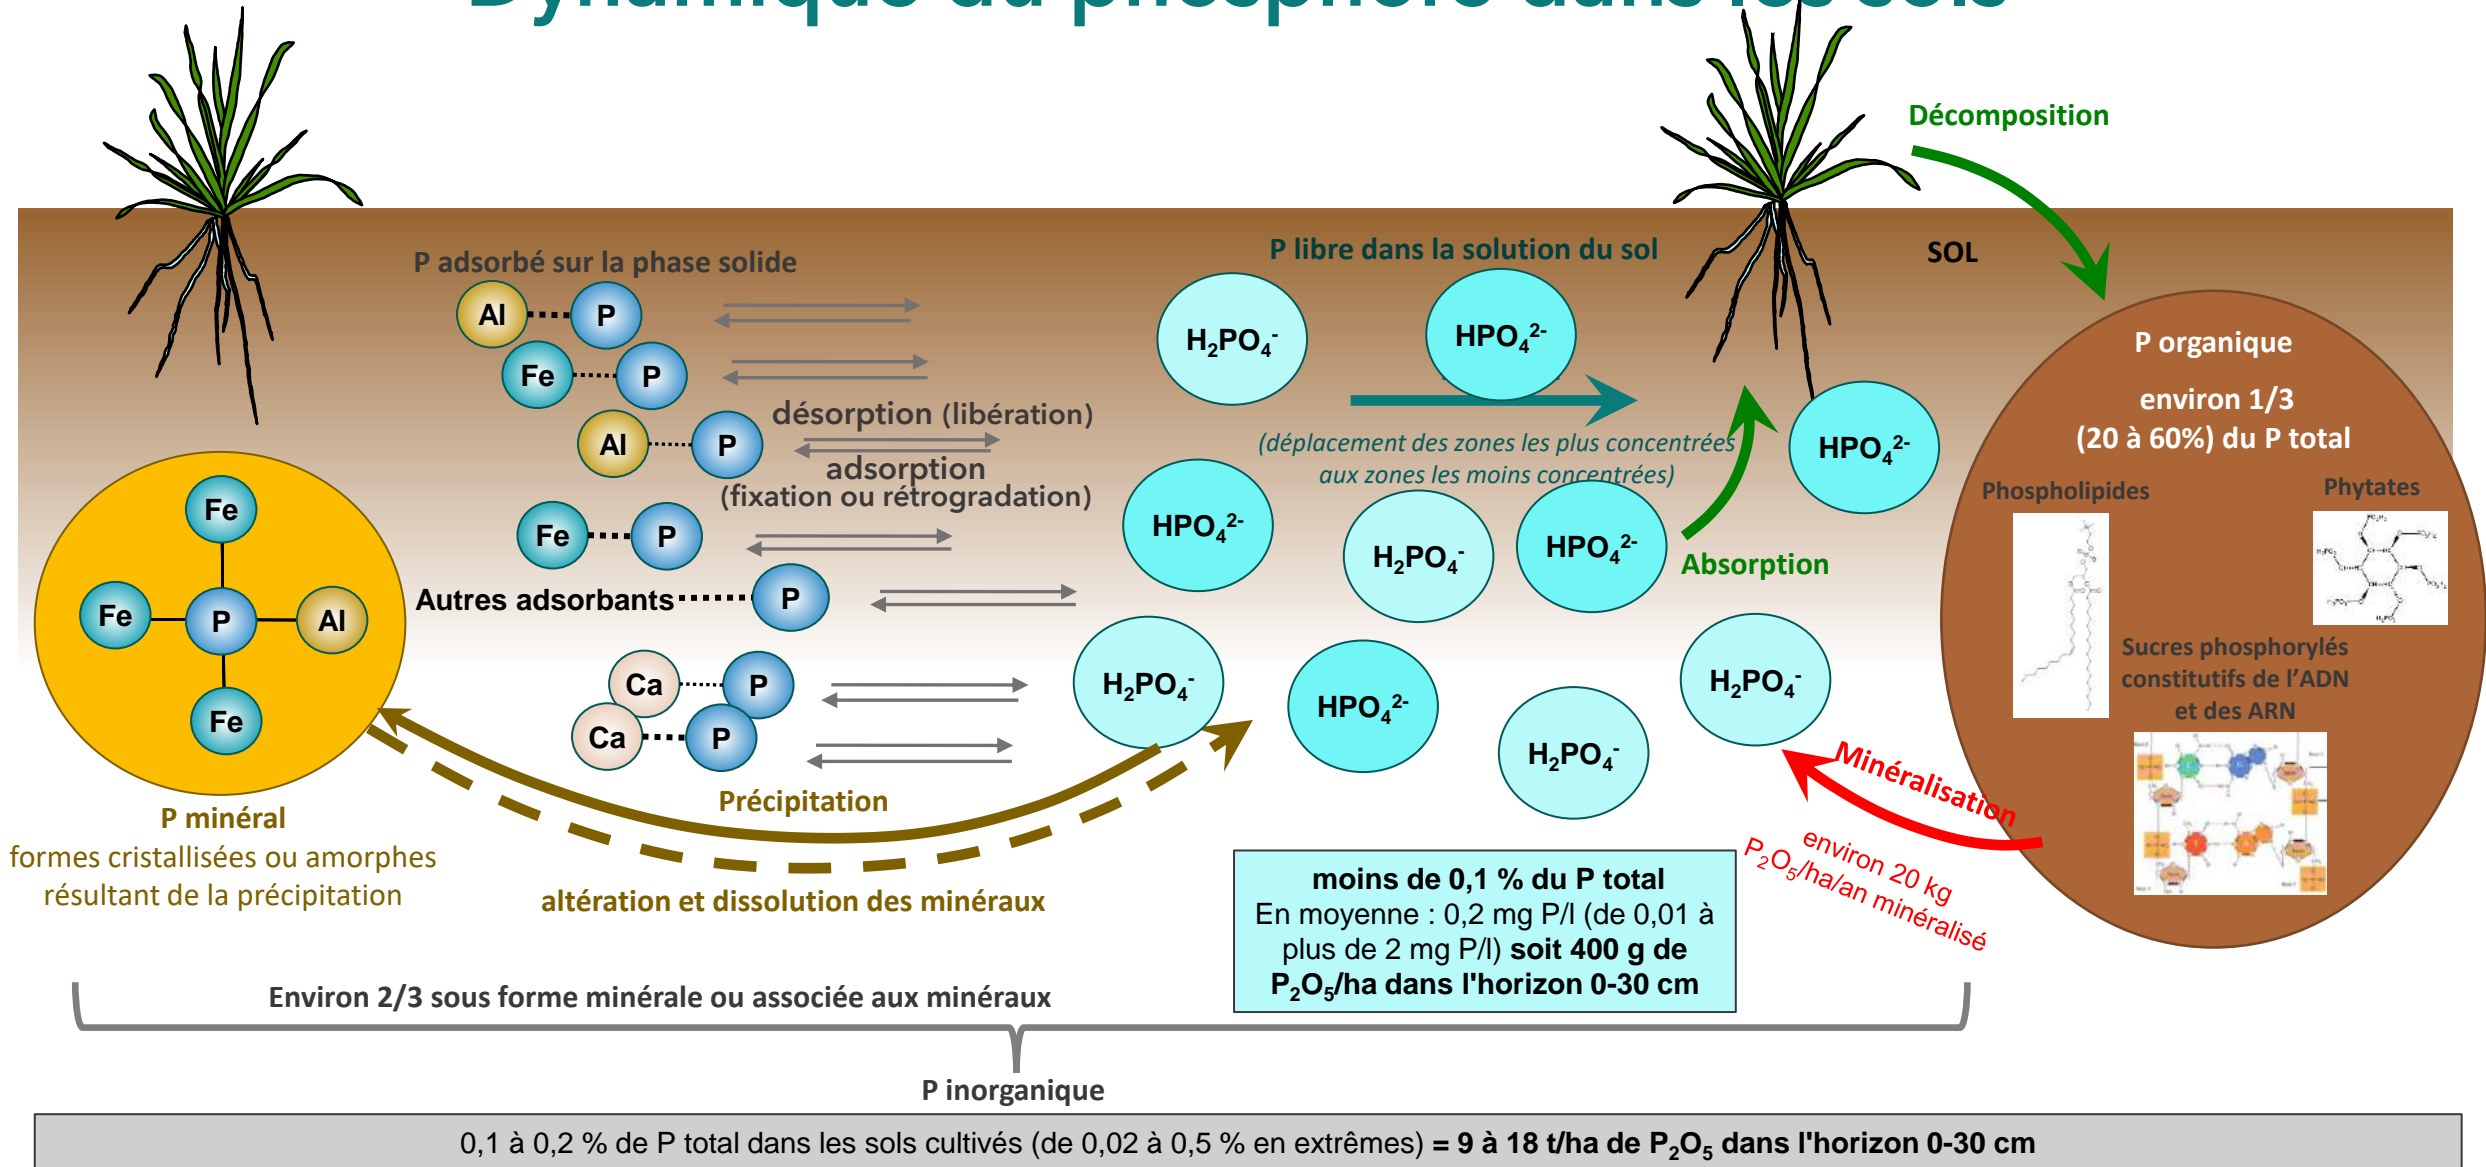 Dynamique du phosphore dans les sols
Décomposition
SOL
P adsorbé sur la phase solide
Al
P
Fe
P
Al
P
Fe
P
Autres adsorbants
P
Ca
P
Ca
P
désorption (libération)
adsorption
(fixation ou rétrogradation)
P libre dans la solution du sol
H₂PO₄⁻
HPO₄²⁻
(déplacement des zones les plus concentrées
aux zones les moins concentrées)
HPO₄²⁻
HPO₄²⁻
H₂PO₄⁻
HPO₄²⁻
Absorption
H₂PO₄⁻
HPO₄²⁻
H₂PO₄⁻
H₂PO₄⁻
Fe
Fe
P
Al
Fe
P minéral
formes cristallisées ou amorphes
résultant de la précipitation
Précipitation
altération et dissolution des minéraux
P organique
environ 1/3
(20 à 60%) du P total
Phospholipides
Phytates
Sucres phosphorylés
constitutifs de l'ADN
et des ARN
Minéralisation
environ 20 kg
P₂O₅/ha/an minéralisé
moins de 0,1 % du P total
En moyenne : 0,2 mg P/l (de 0,01 à
plus de 2 mg P/l) soit 400 g de
P₂O₅/ha dans l'horizon 0-30 cm
Environ 2/3 sous forme minérale ou associée aux minéraux
P inorganique
0,1 à 0,2 % de P total dans les sols cultivés (de 0,02 à 0,5 % en extrêmes) = 9 à 18 t/ha de P₂O₅ dans l'horizon 0-30 cm